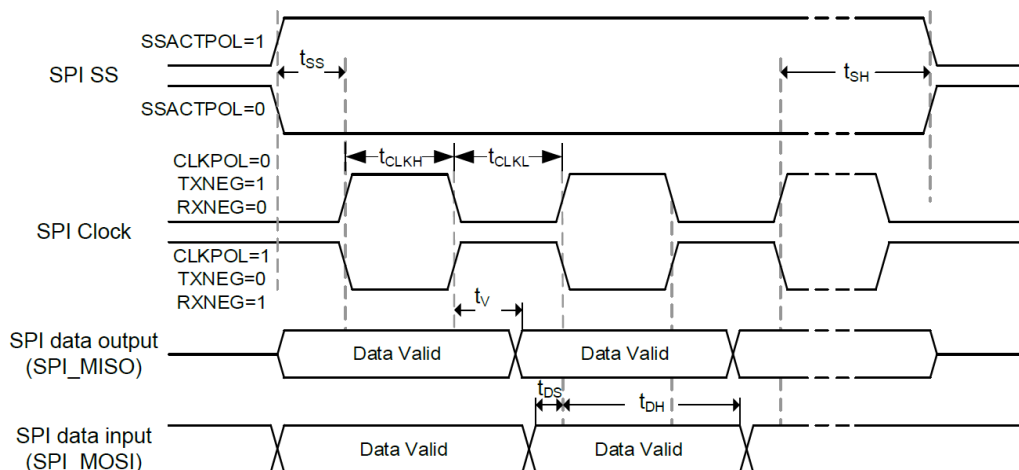 SSACTPOL=1
SPI SS
SSACTPOL=0
tSS
tSH
CLKPOL=0
TXNEG=1
RXNEG=0
SPI Clock
CLKPOL=1
TXNEG=0
RXNEG=1
tCLKH
tCLKL
tV
SPI data output
(SPI_MISO)
Data Valid
Data Valid
tDS
tDH
SPI data input
(SPI_MOSI)
Data Valid
Data Valid